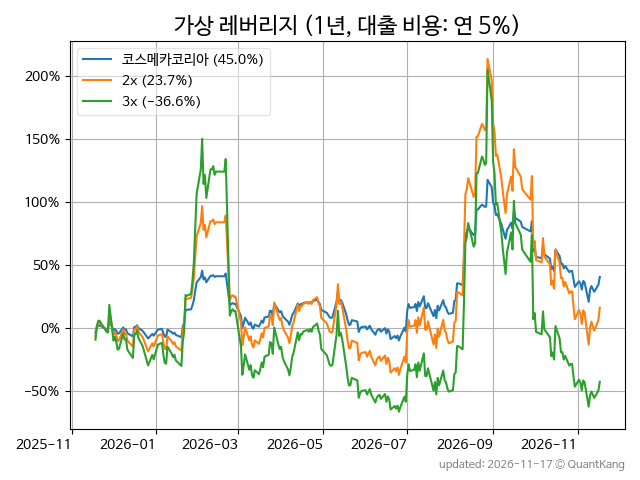 가상 레버리지 (1년, 대출 비용: 연 5%)
코스메카코리아 (45.0%)
2x (23.7%)
3x (−36.6%)
200%
150%
100%
50%
0%
−50%
2025-11 2026-01 2026-03 2026-05 2026-07 2026-09 2026-11
updated: 2026-11-17 © QuantKang